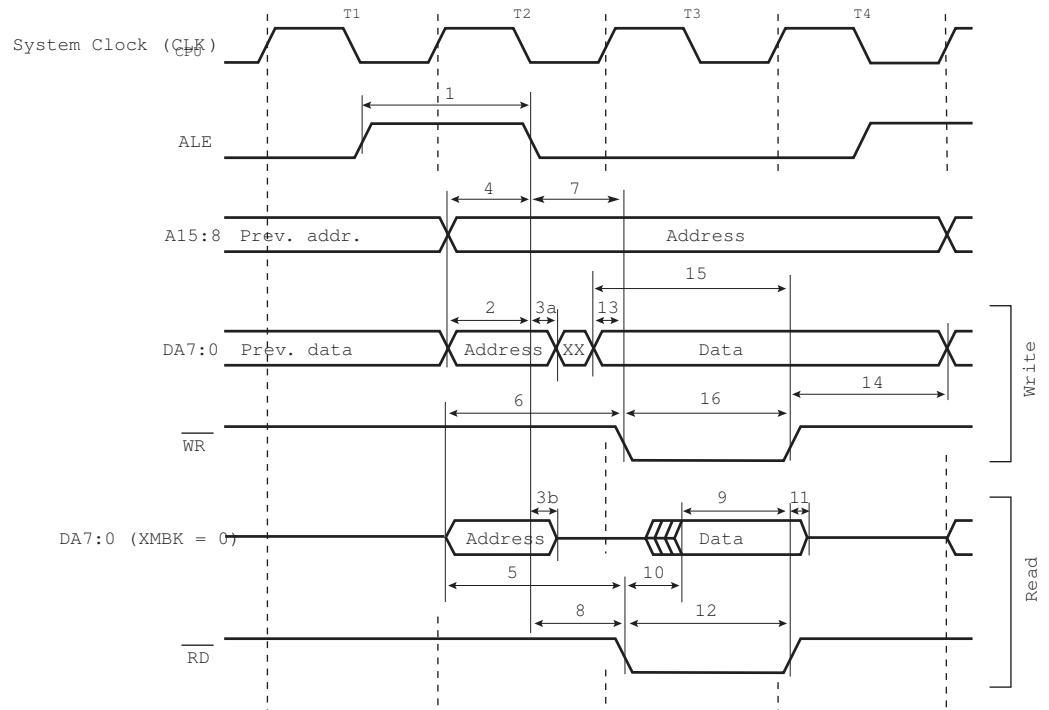 T1 T2 T3 T4
System Clock (CLKCPU)
1
ALE
4 7
A15:8 Prev. addr. Address
15
2 3a 13
DA7:0 Prev. data Address XX Data
14
6 16
WR
Write
3b 9 11
DA7:0 (XMBK = 0) Address Data
5 10
8 12
RD
Read